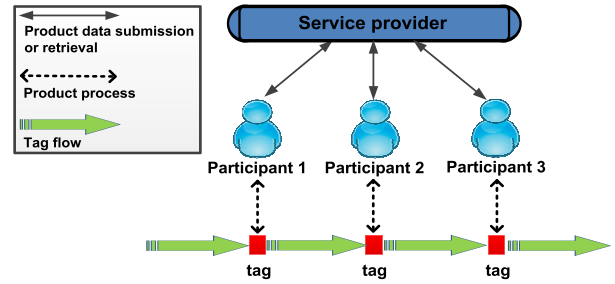 Product data submission
or retrieval
Product process
Tag flow
Service provider
Participant 1
Participant 2
Participant 3
tag
tag
tag